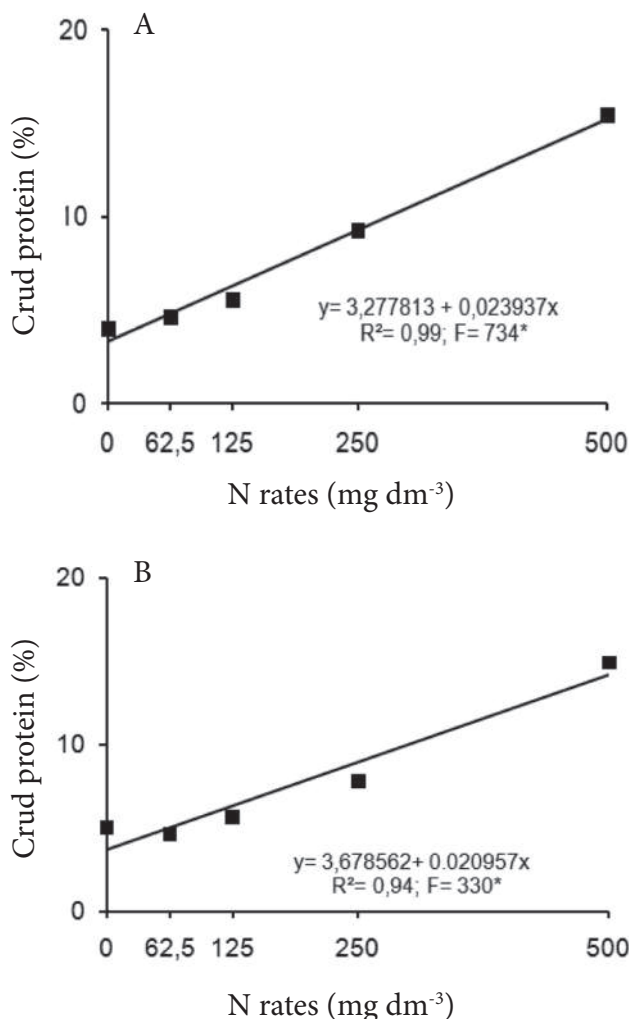 A
20
10
0
Crud protein (%)
y= 3,277813 + 0,023937x
R²= 0,99; F= 734*
0 62,5 125 250 500
N rates (mg dm⁻³)
B
20
10
0
Crud protein (%)
y= 3,678562+ 0.020957x
R²= 0,94; F= 330*
0 62,5 125 250 500
N rates (mg dm⁻³)